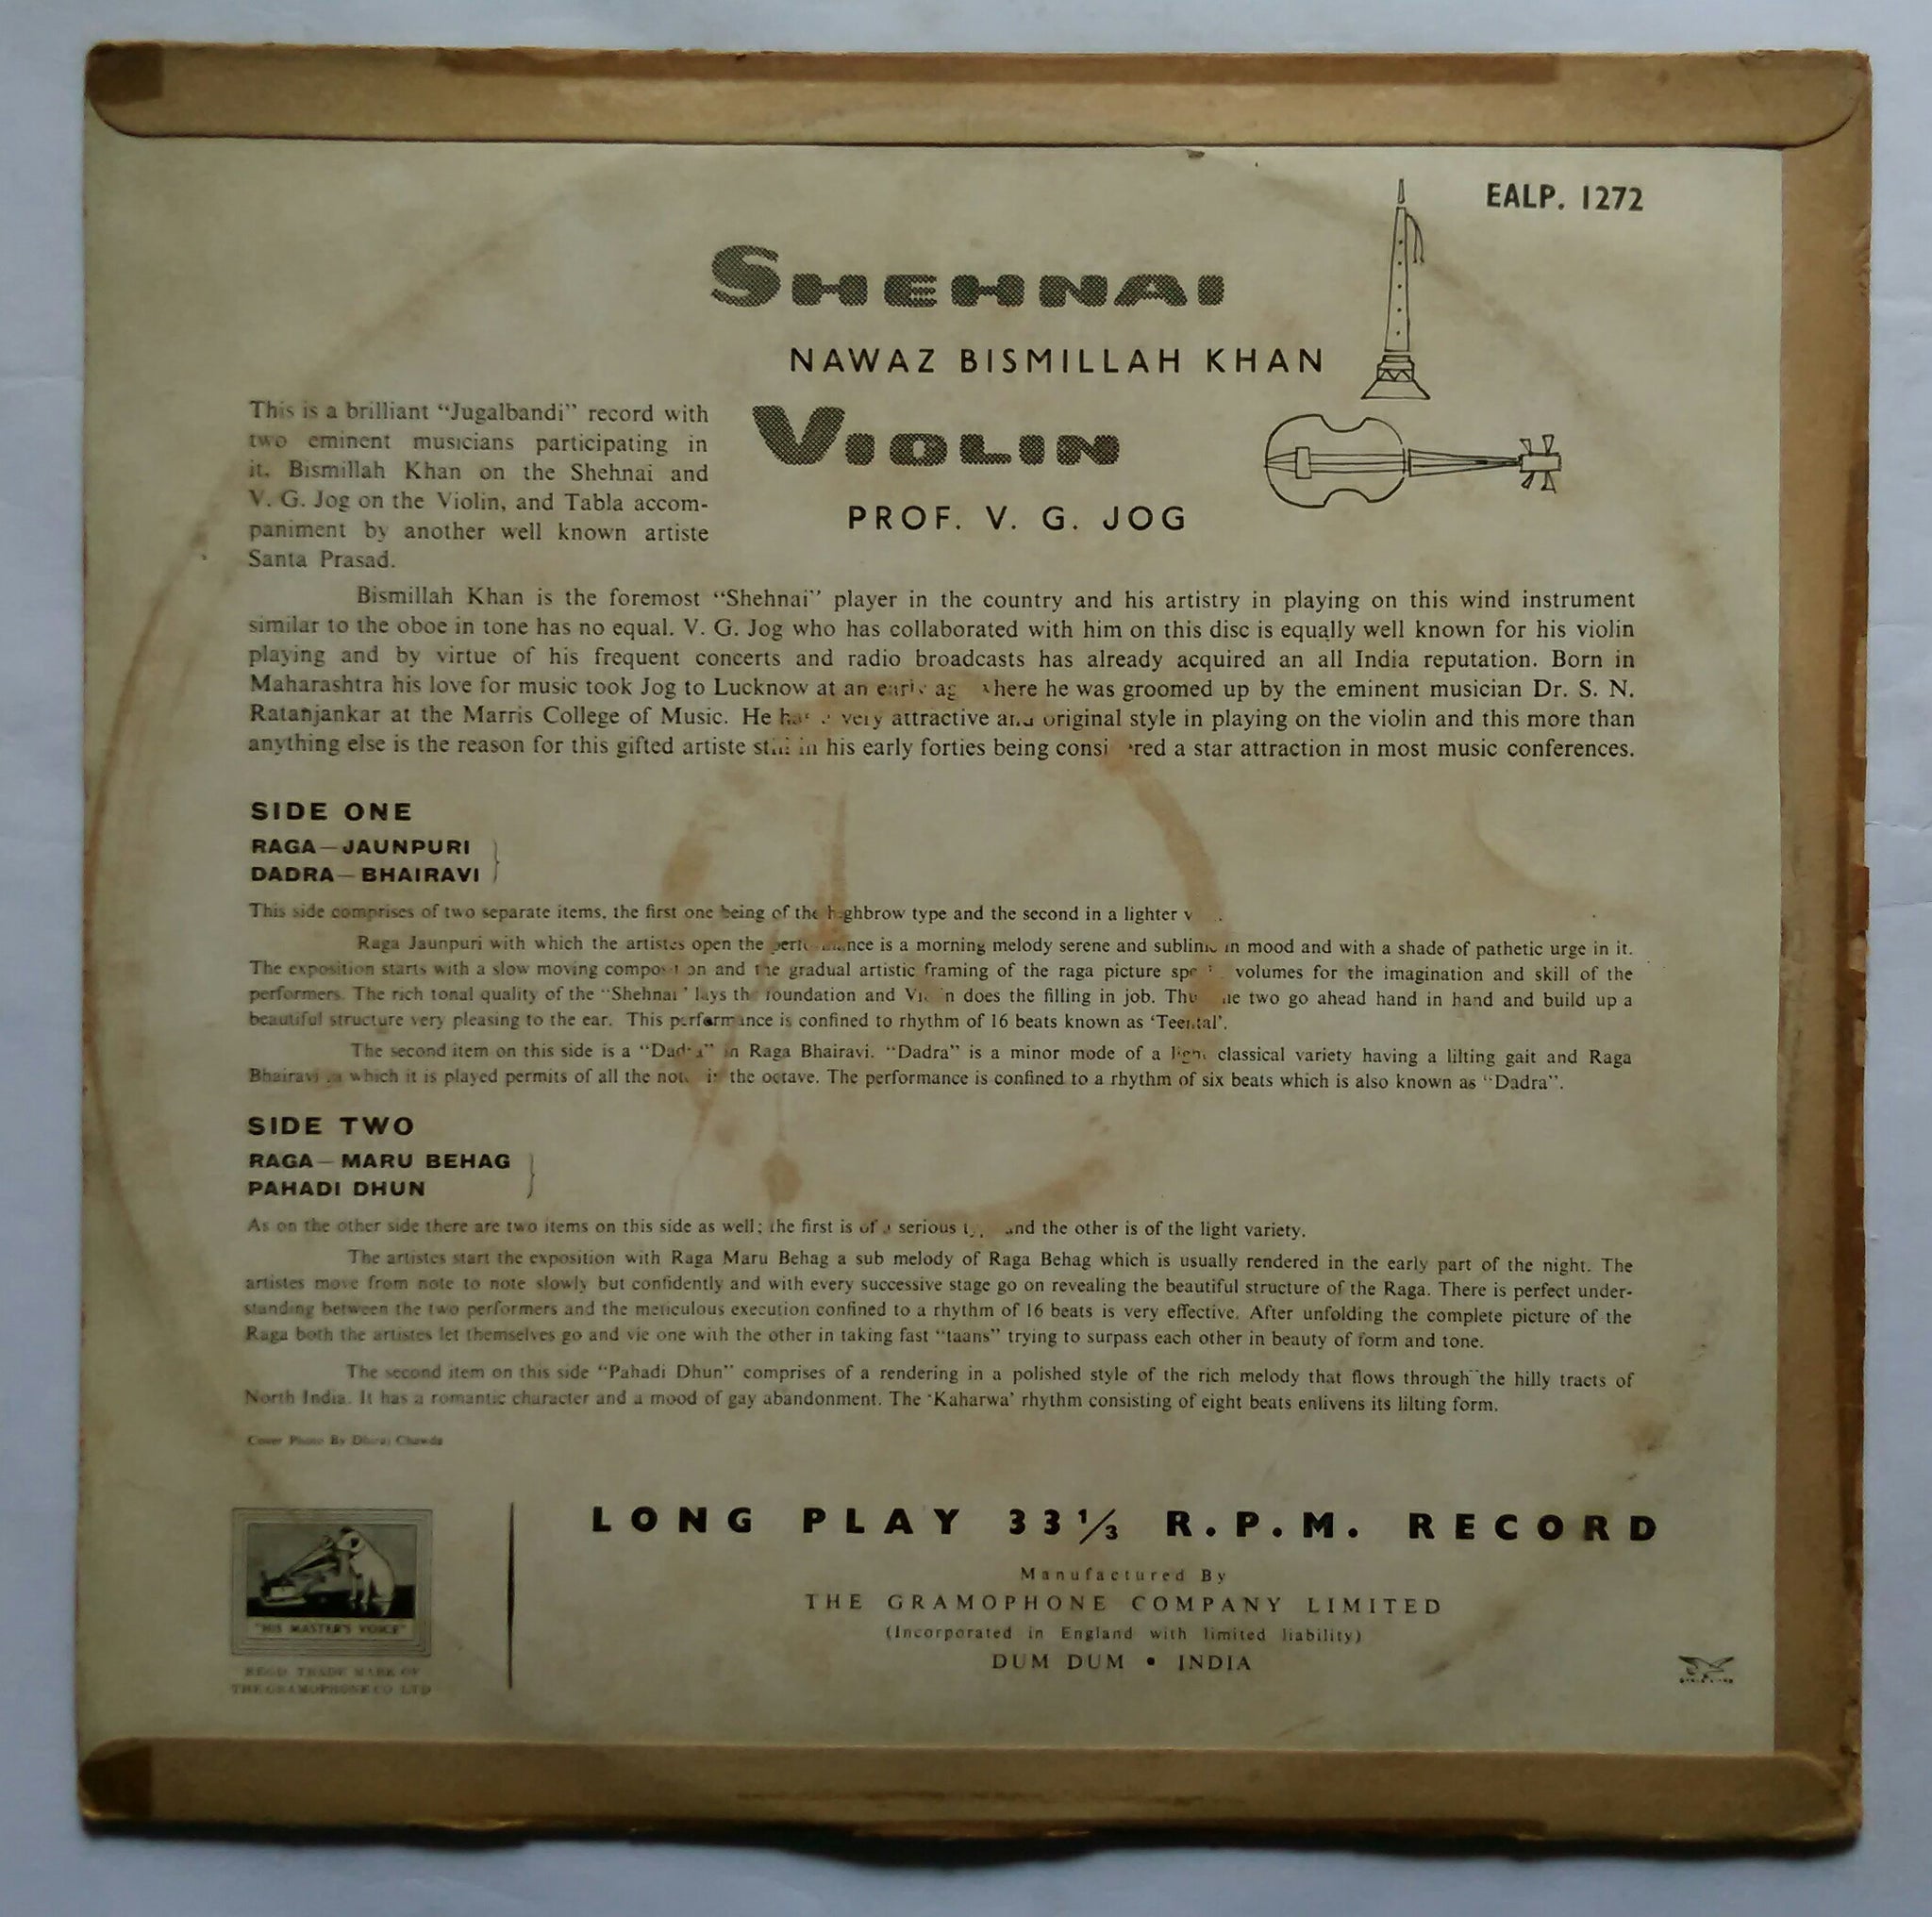 EALP. 1272
SHEHNAI
NAWAZ BISMILLAH KHAN
VIOLIN
PROF. V. G. JOG
This is a brilliant “Jugalbandi” record with
two eminent musicians participating in
it. Bismillah Khan on the Shehnai and
V. G. Jog on the Violin, and Tabla accom-
paniment by another well known artiste
Santa Prasad.
Bismillah Khan is the foremost “Shehnai” player in the country and his artistry in playing on this wind instrument
similar to the oboe in tone has no equal. V. G. Jog who has collaborated with him on this disc is equally well known for his violin
playing and by virtue of his frequent concerts and radio broadcasts has already acquired an all India reputation. Born in
Maharashtra his love for music took Jog to Lucknow at an early where he was groomed up by the eminent musician Dr. S. N.
Ratanjankar at the Marris College of Music. He very attractive and original style in playing on the violin and this more than
anything else is the reason for this gifted artiste still in his early forties being a star attraction in most music conferences.
SIDE ONE
RAGA—JAUNPURI
DADRA—BHAIRAVI
This side comprises of two separate items, the first one being of the highbrow type and the second in a lighter
Raga Jaunpuri with which the artistes open the is a morning melody serene and sublime in mood and with a shade of pathetic urge in it.
The exposition starts with a slow moving composition and the gradual artistic framing of the raga picture volumes for the imagination and skill of the
performers. The rich tonal quality of the “Shehnai” lays the foundation and does the filling in job. two go ahead hand in hand and build up a
beautiful structure very pleasing to the ear. This performance is confined to rhythm of 16 beats known as ‘Teental’.
The second item on this side is a “Dadra” in Raga Bhairavi. “Dadra” is a minor mode of a light classical variety having a lilting gait and Raga
Bhairavi in which it is played permits of all the the octave. The performance is confined to a rhythm of six beats which is also known as “Dadra”.
SIDE TWO
RAGA—MARU BEHAG
PAHADI DHUN
As on the other side there are two items on this side as well; the first is of a serious and the other is of the light variety.
The artistes start the exposition with Raga Maru Behag a sub melody of Raga Behag which is usually rendered in the early part of the night. The
artistes move from note to note slowly but confidently and with every successive stage go on revealing the beautiful structure of the Raga. There is perfect under-
standing between the two performers and the meticulous execution confined to a rhythm of 16 beats is very effective. After unfolding the complete picture of the
Raga both the artistes let themselves go and vie one with the other in taking fast “taans” trying to surpass each other in beauty of form and tone.
The second item on this side “Pahadi Dhun” comprises of a rendering in a polished style of the rich melody that flows through the hilly tracts of
North India. It has a romantic character and a mood of gay abandonment. The ‘Kaharwa’ rhythm consisting of eight beats enlivens its lilting form.
Cover Photo By Chawda
LONG PLAY 33⅓ R.P.M. RECORD
Manufactured By
THE GRAMOPHONE COMPANY LIMITED
(Incorporated in England with limited liability)
DUM DUM • INDIA
"HIS MASTER'S VOICE"
REGD TRADE MARK OF
THE GRAMOPHONE CO LTD